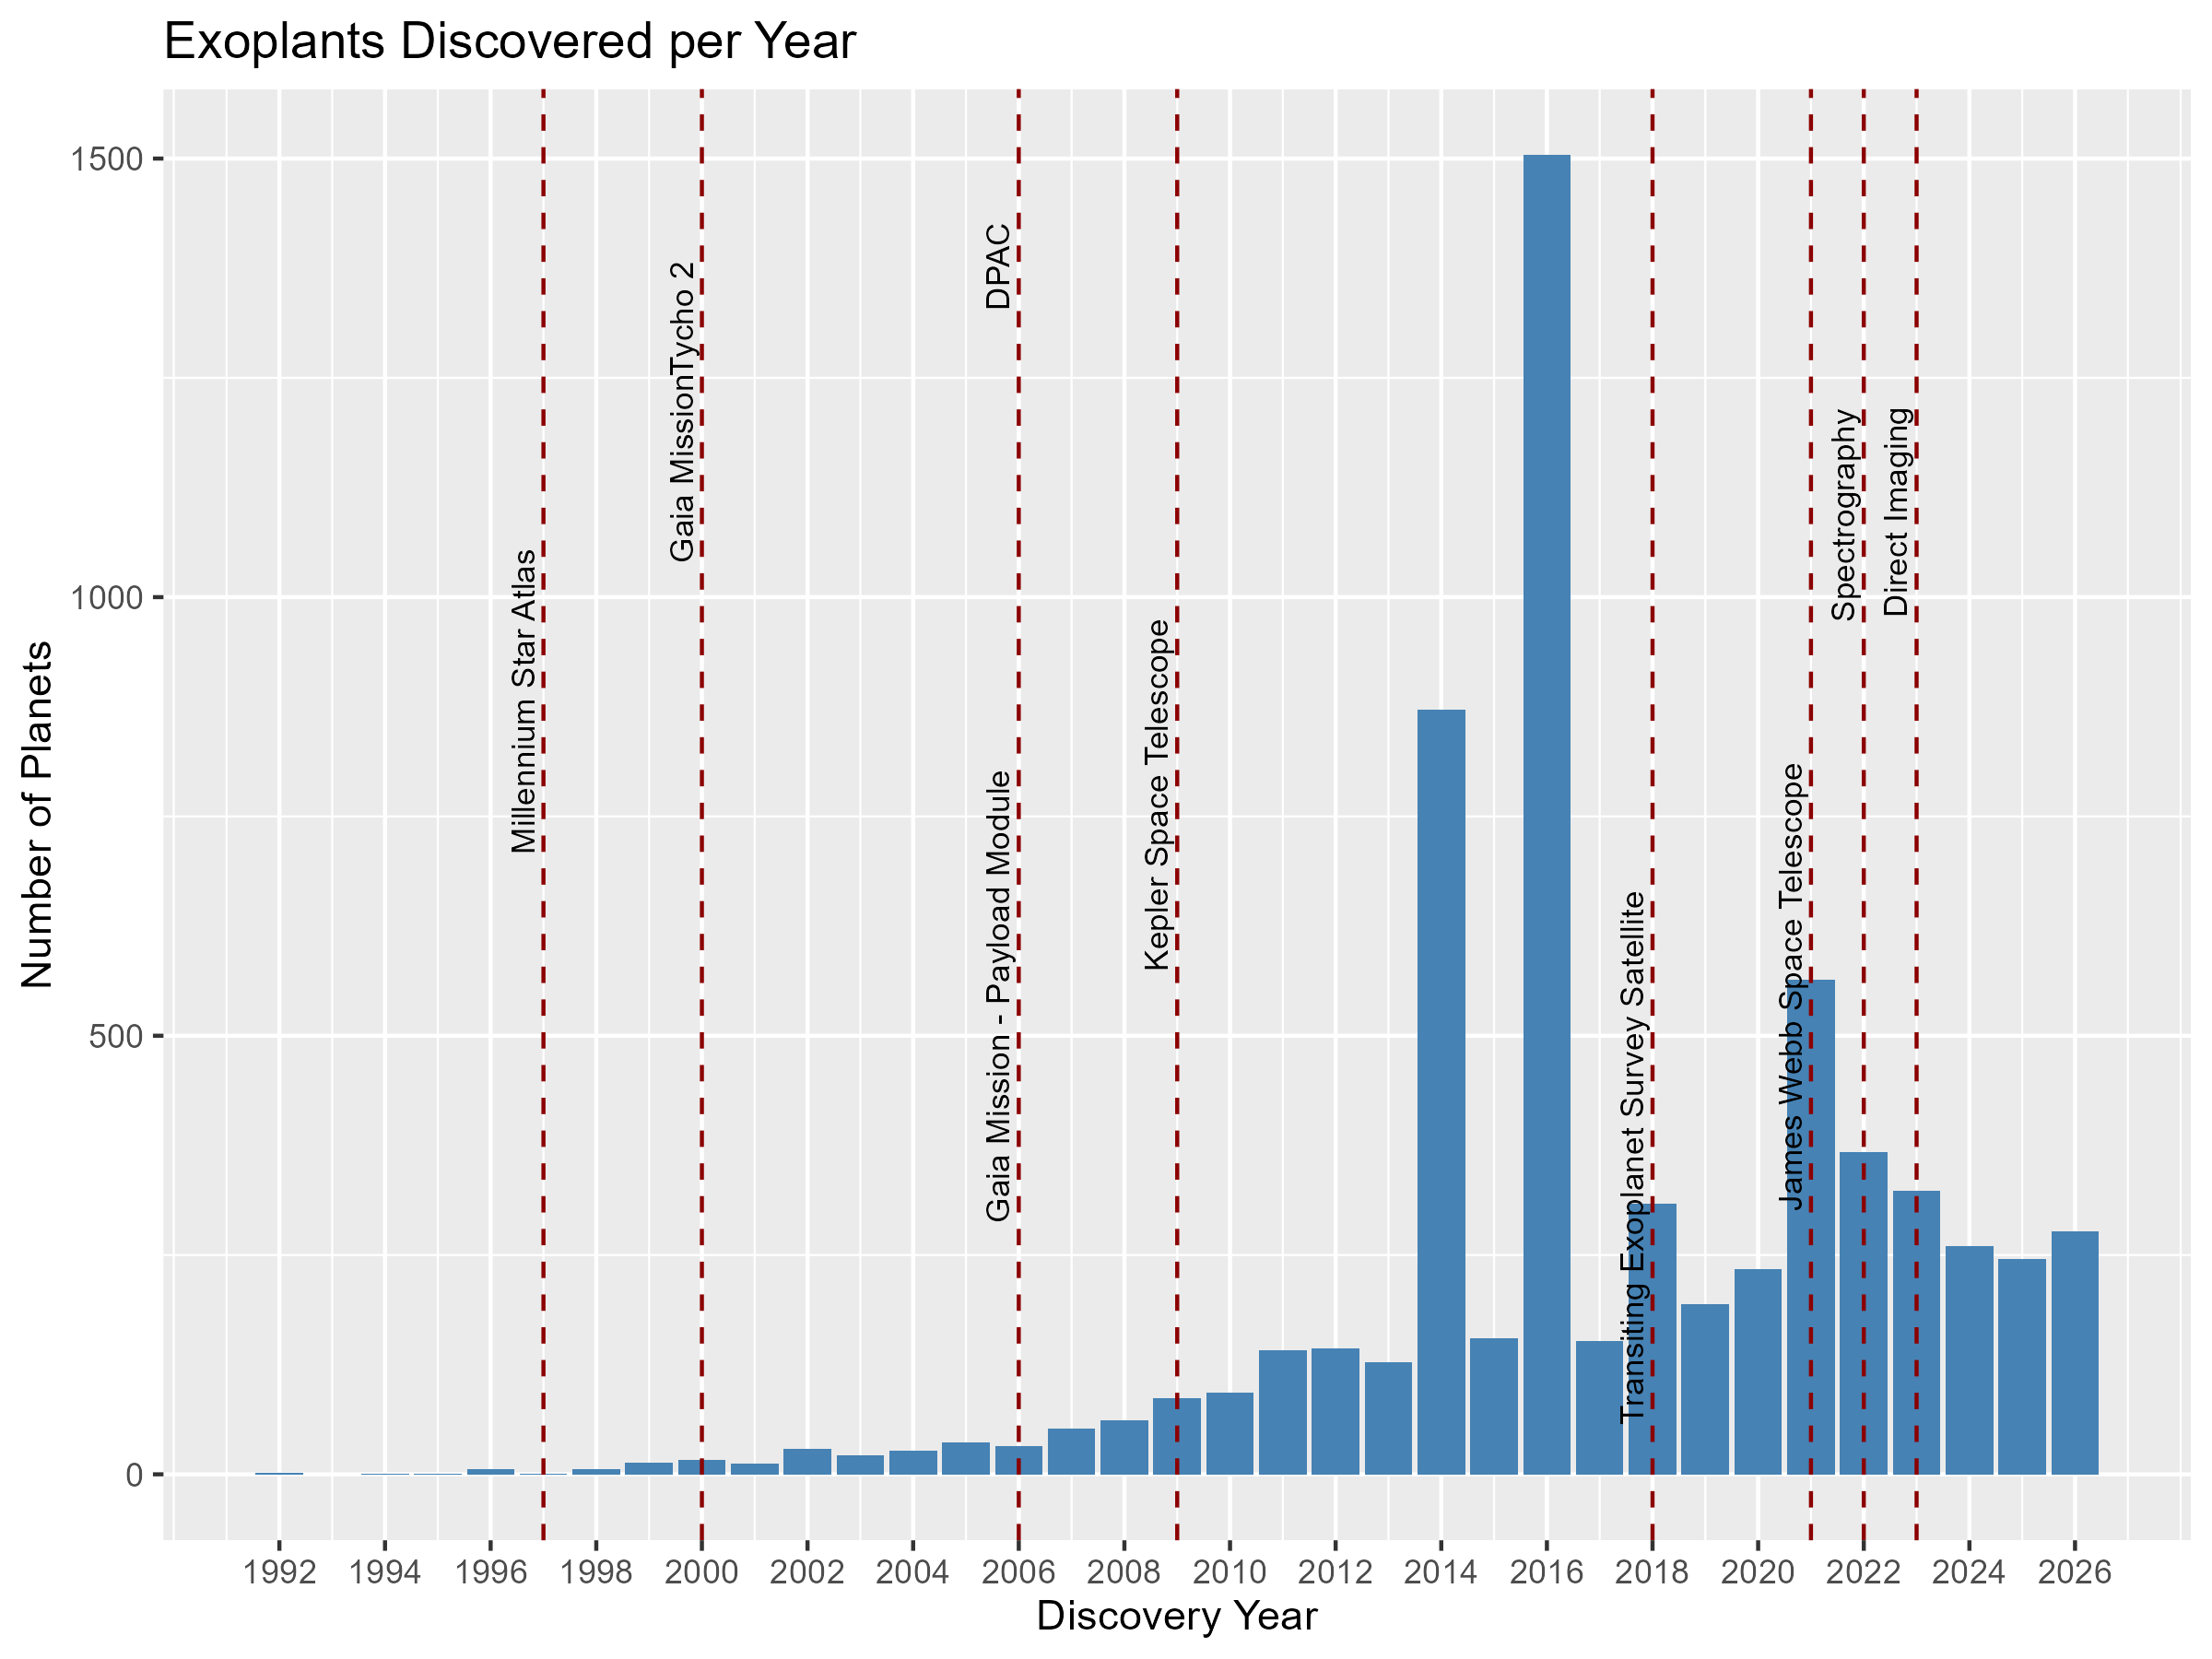 Exoplants Discovered per Year
Number of Planets
1500
1000
500
0
Millennium Star Atlas
Gaia MissionTycho 2
DPAC
Gaia Mission - Payload Module
Kepler Space Telescope
Transiting Exoplanet Survey Satellite
James Webb Space Telescope
Spectrography
Direct Imaging
1992 1994 1996 1998 2000 2002 2004 2006 2008 2010 2012 2014 2016 2018 2020 2022 2024 2026
Discovery Year